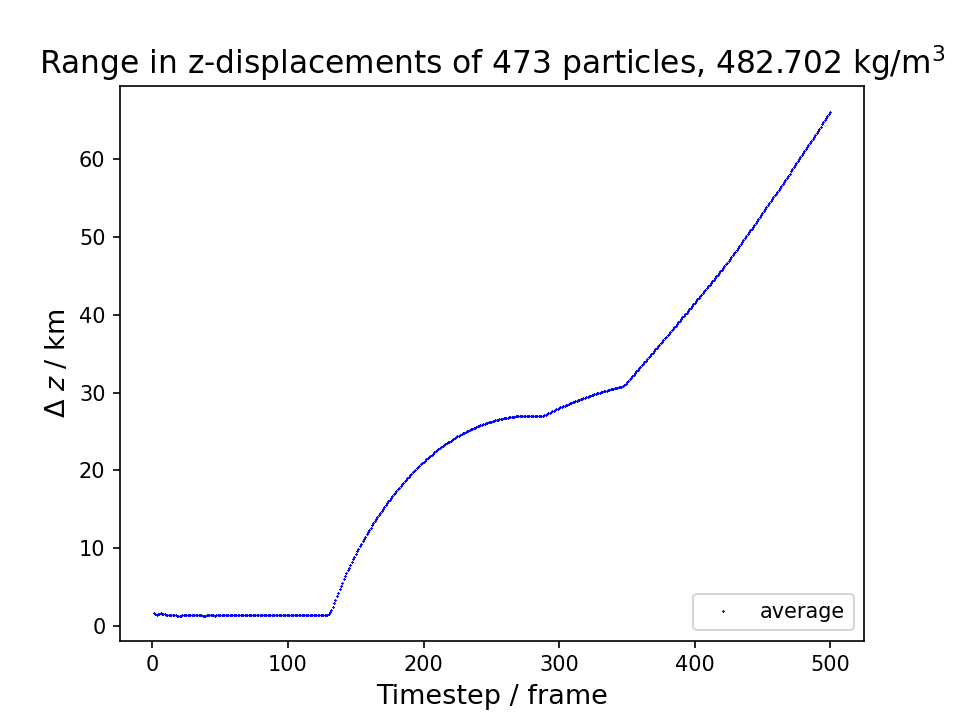 Range in z-displacements of 473 particles, 482.702 kg/m³
60
50
40
30
20
10
0
Δ z / km
average
0 100 200 300 400 500
Timestep / frame